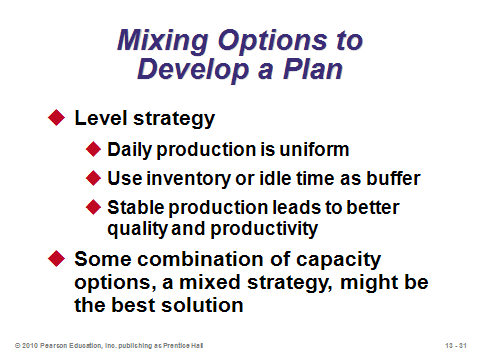 Mixing Options to
Develop a Plan
Level strategy
Daily production is uniform
Use inventory or idle time as buffer
Stable production leads to better
quality and productivity
Some combination of capacity
options, a mixed strategy, might be
the best solution
© 2010 Pearson Education, Inc. publishing as Prentice Hall
13 - 31